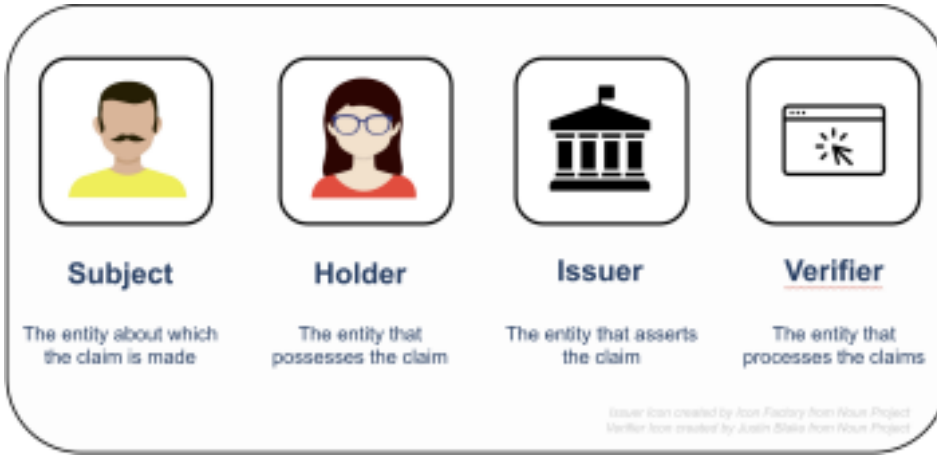 Subject
Holder
Issuer
Verifier
The entity about which
the claim is made
The entity that
possesses the claim
The entity that asserts
the claim
The entity that
processes the claims
Issuer Icon created by Icon Factory from Noun Project
Verifier Icon created by Justin Blake from Noun Project